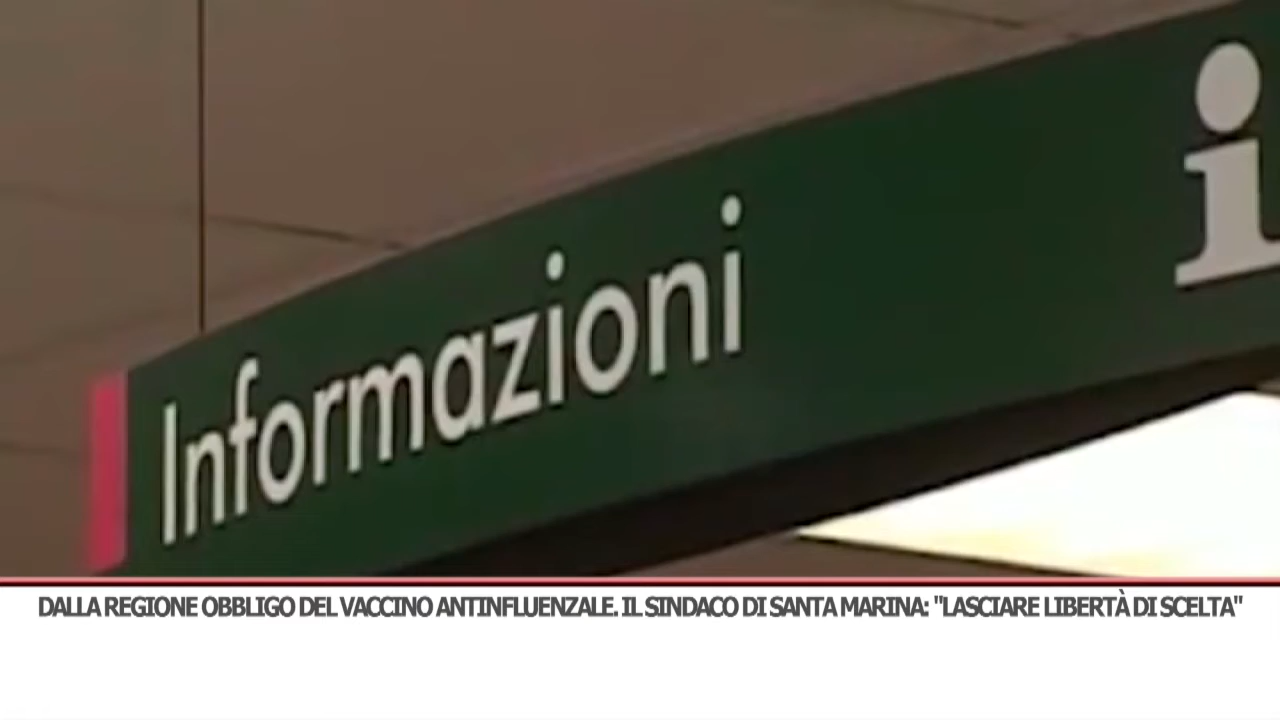 Informazioni
i
DALLA REGIONE OBBLIGO DEL VACCINO ANTINFLUENZALE. IL SINDACO DI SANTA MARINA: "LASCIARE LIBERTÀ DI SCELTA"